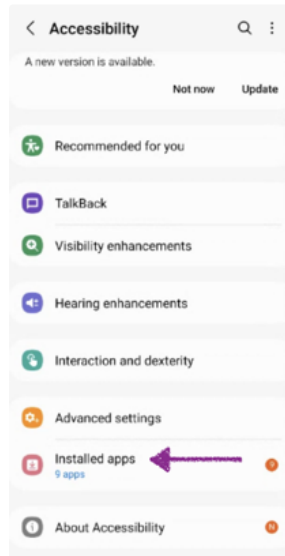 Accessibility
A new version is available.
Not now Update
Recommended for you
TalkBack
Visibility enhancements
Hearing enhancements
Interaction and dexterity
Advanced settings
Installed apps
9 apps
9
About Accessibility
N